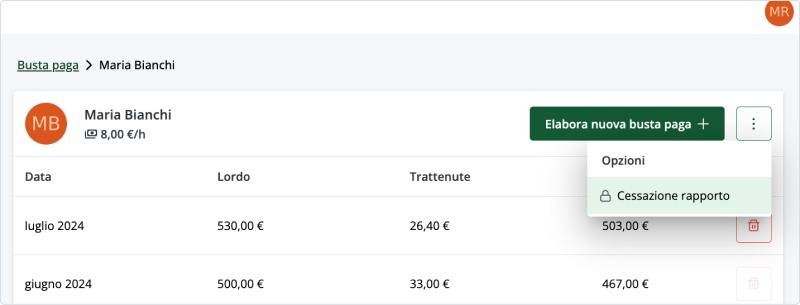 MR
Busta paga > Maria Bianchi
MB
Maria Bianchi
8,00 €/h
Elabora nuova busta paga +
Opzioni
Cessazione rapporto
Data Lordo Trattenute
luglio 2024 530,00 € 26,40 € 503,00 €
giugno 2024 500,00 € 33,00 € 467,00 €